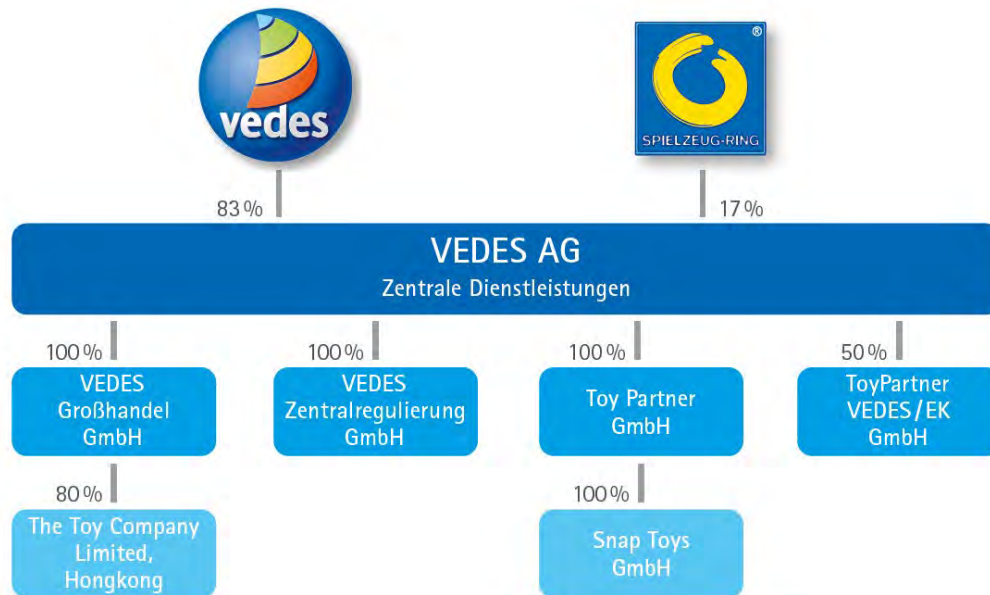 vedes
®
SPIELZEUG-RING
83 %
17 %
VEDES AG
Zentrale Dienstleistungen
100 %
100 %
100 %
50 %
VEDES
Großhandel
GmbH
VEDES
Zentralregulierung
GmbH
Toy Partner
GmbH
ToyPartner
VEDES/EK
GmbH
80 %
100 %
The Toy Company
Limited,
Hongkong
Snap Toys
GmbH